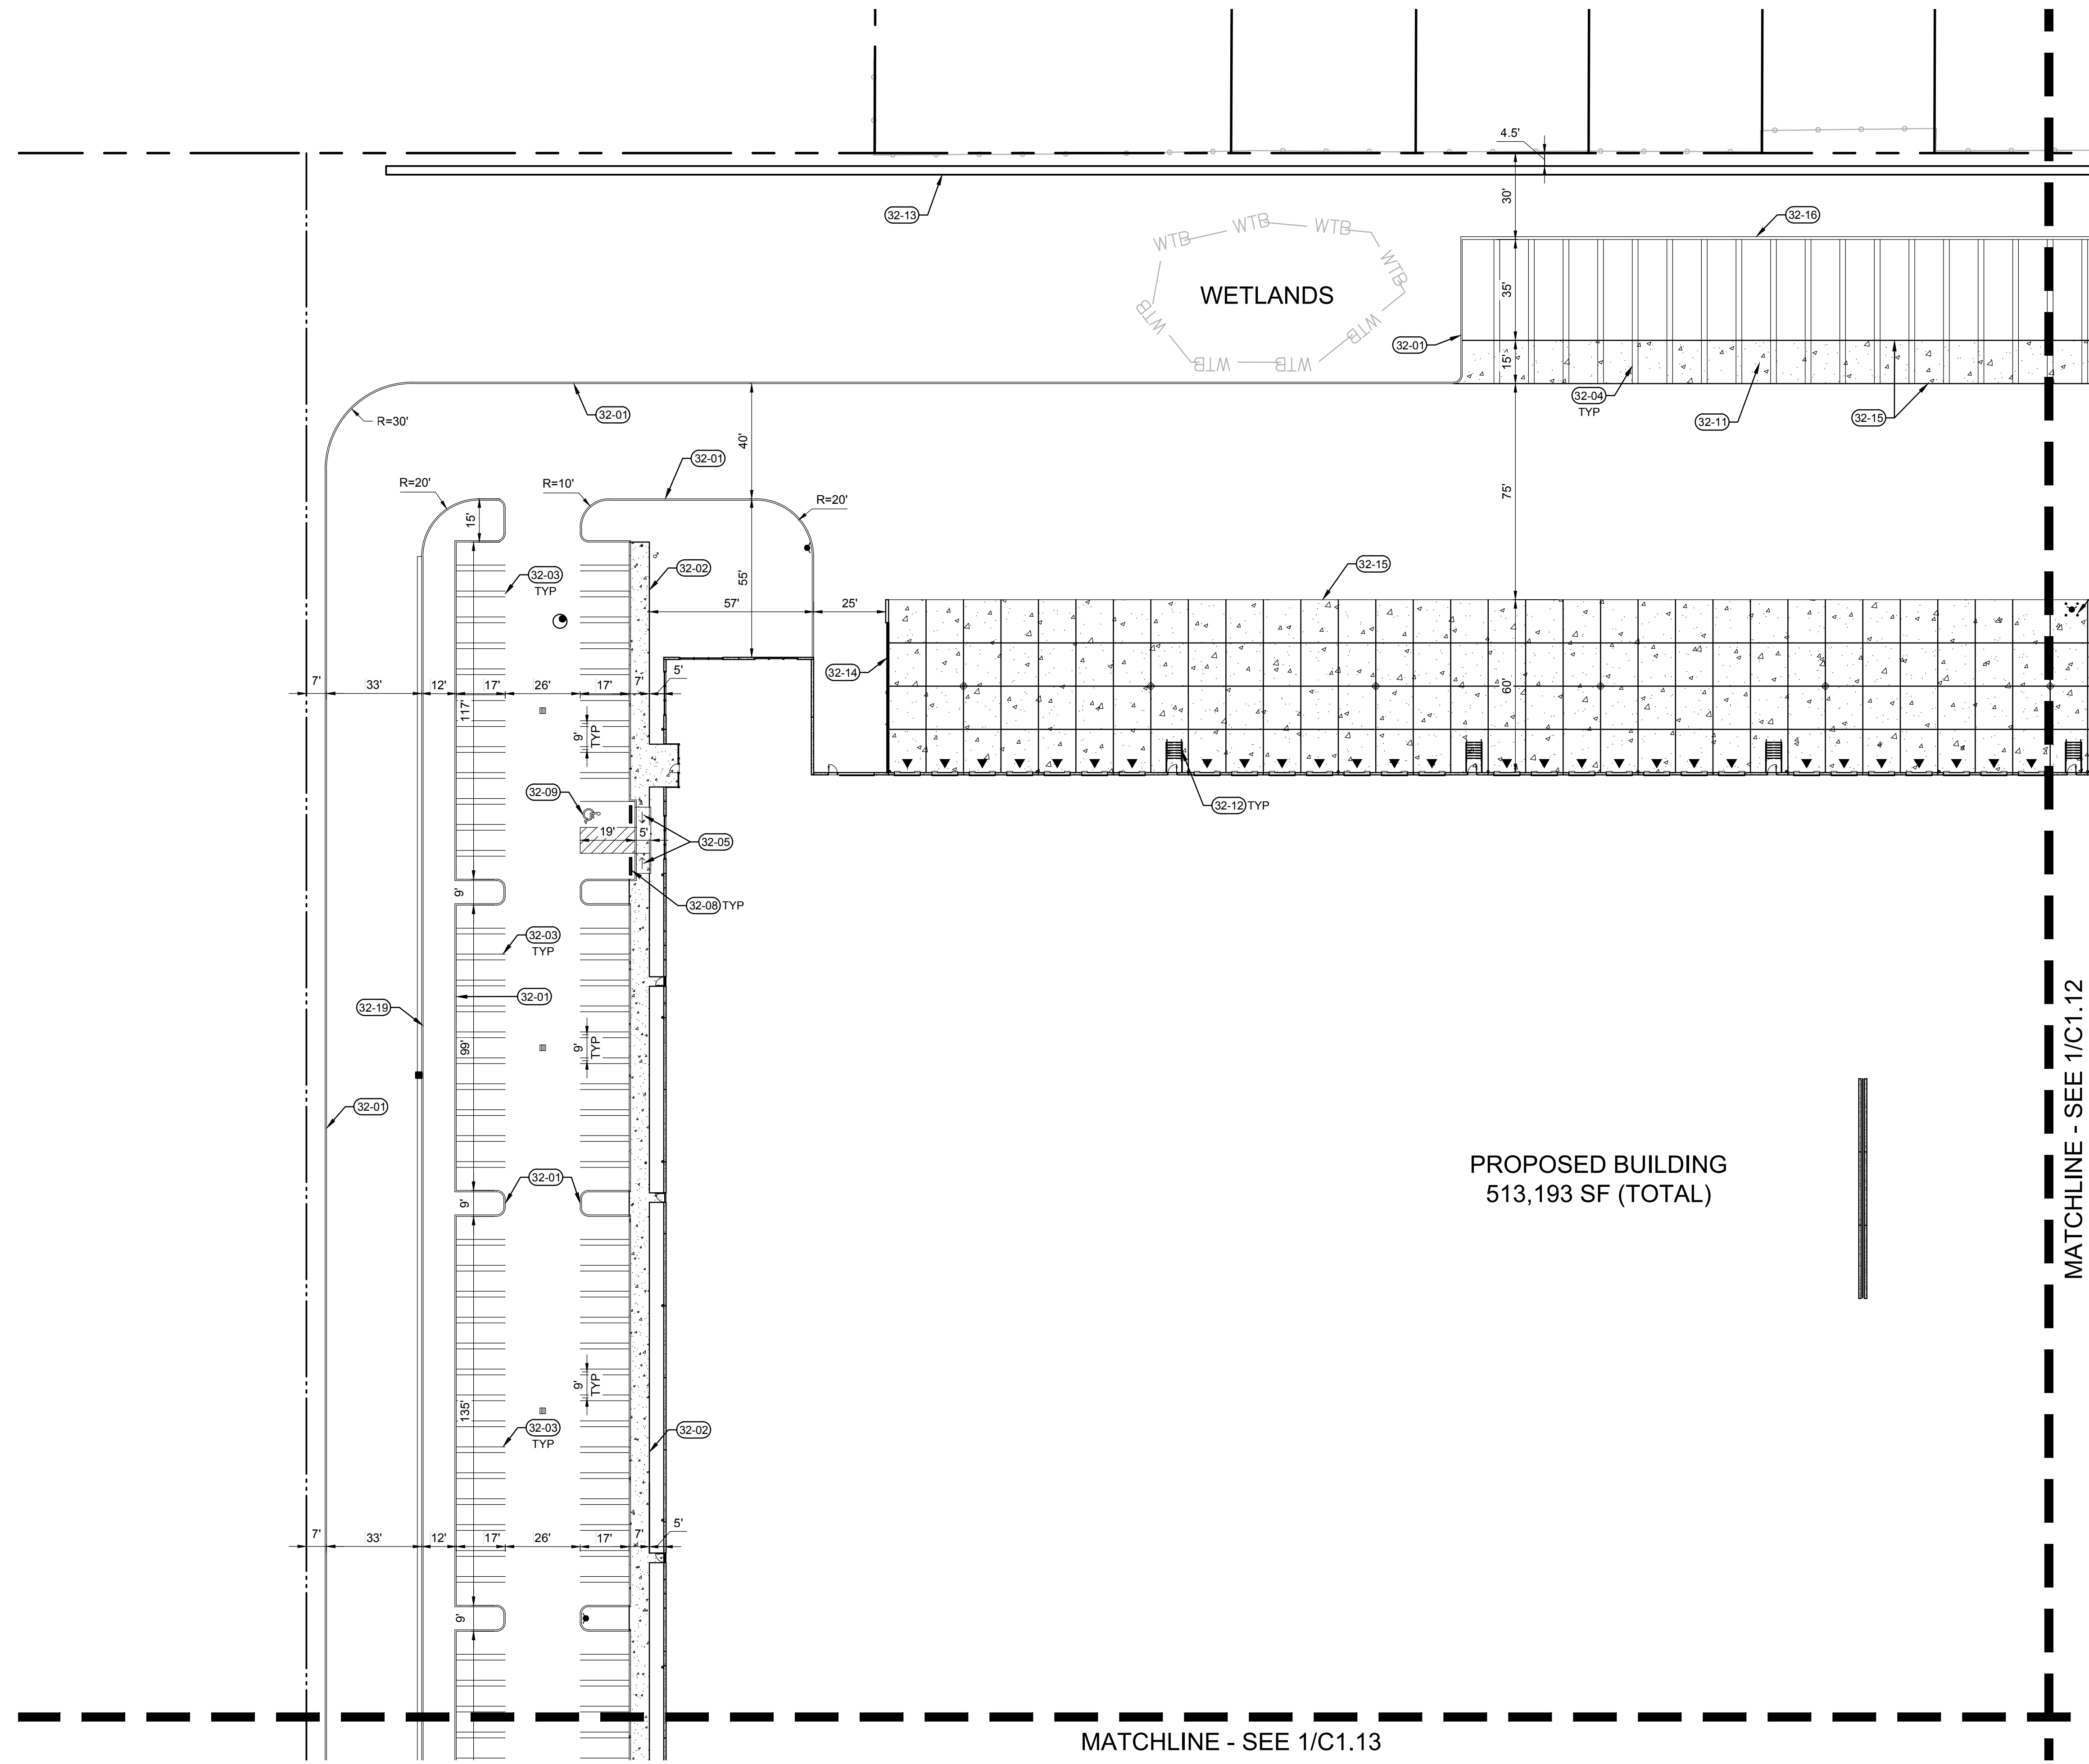 4.5'
30'
32-13
32-16
WTB
WTB
WTB
WTB
WTB
WTB
WTB
WTB
WETLANDS
35'
32-01
15'
32-04
TYP
32-11
32-15
32-01
R=30'
40'
32-01
R=20'
R=10'
R=20'
15'
75'
32-03
TYP
32-02
55'
57'
25'
32-15
32-14
60'
7'
33'
12'
17'
26'
17'
7'
5'
117'
9'
TYP
32-09
19'
5'
32-05
32-12 TYP
9'
32-08 TYP
32-03
TYP
32-01
32-19
99'
9'
TYP
32-01
32-01
9'
PROPOSED BUILDING
513,193 SF (TOTAL)
MATCHLINE - SEE 1/C1.12
9'
TYP
135'
32-03
TYP
32-02
7'
33'
12'
17'
26'
17'
7'
5'
9'
MATCHLINE - SEE 1/C1.13